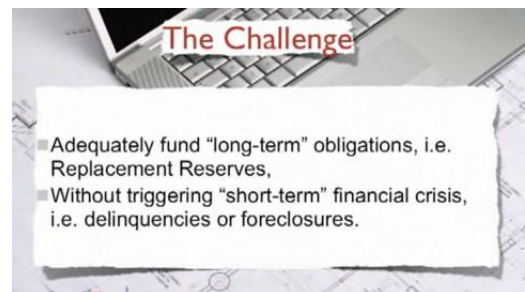 The Challenge
Adequately fund “long-term” obligations, i.e.
Replacement Reserves,
Without triggering “short-term” financial crisis,
i.e. delinquencies or foreclosures.